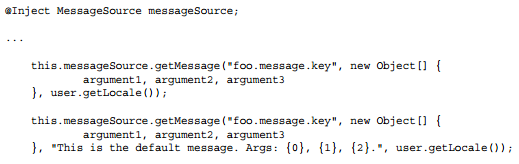 @Inject MessageSource messageSource;
...
this.messageSource.getMessage("foo.message.key", new Object[] {
argument1, argument2, argument3
}, user.getLocale());
this.messageSource.getMessage("foo.message.key", new Object[] {
argument1, argument2, argument3
}, "This is the default message. Args: {0}, {1}, {2}.", user.getLocale());